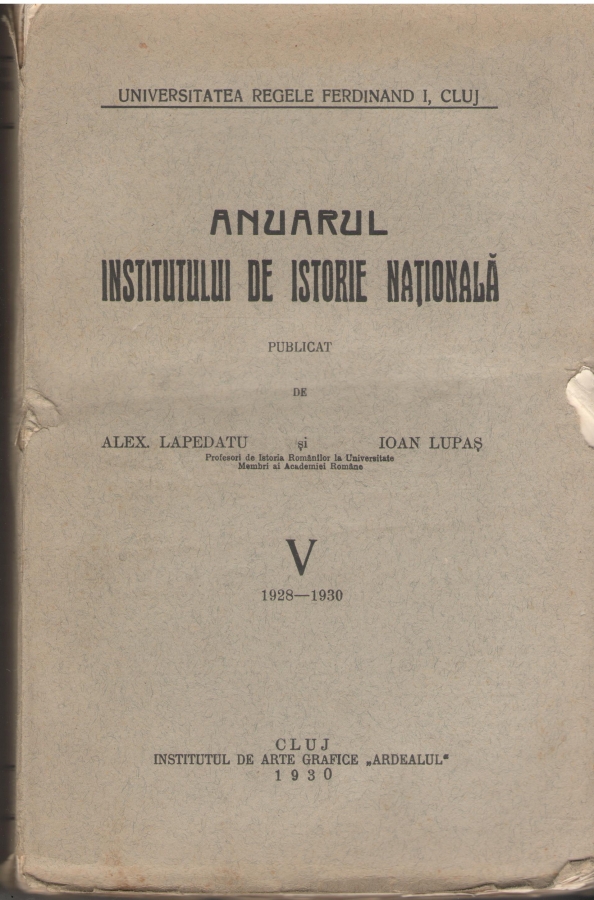 UNIVERSITATEA REGELE FERDINAND I, CLUJ
ANUARUL
INSTITUTULUI DE ISTORIE NAȚIONALĂ
PUBLICAT
DE
ALEX. LAPEDATU și IOAN LUPAȘ
Profesori de Istoria Românilor la Universitate
Membri ai Academiei Române
V
1928—1930
CLUJ
INSTITUTUL DE ARTE GRAFICE „ARDEALUL“
1930